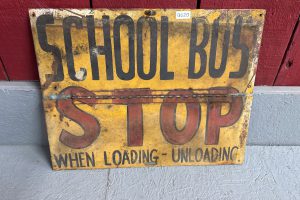 SCHOOL BUS
STOP
WHEN LOADING - UNLOADING